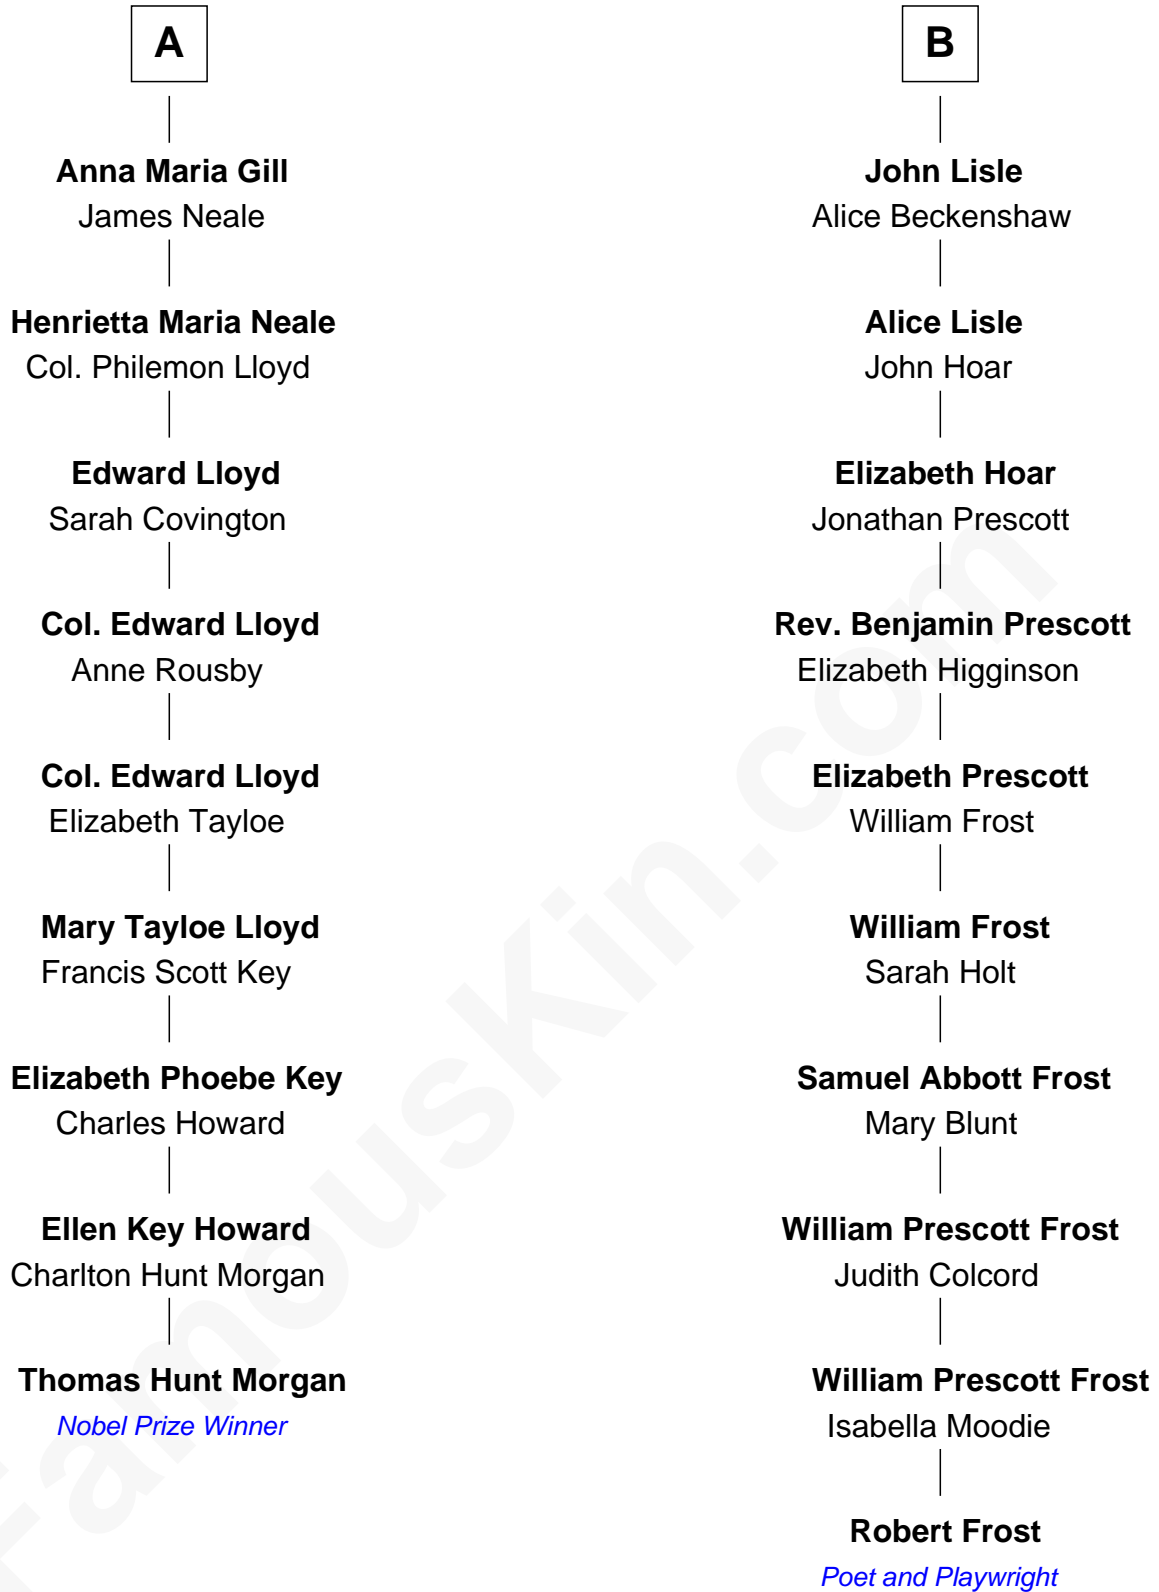 A
Anna Maria Gill
James Neale
Henrietta Maria Neale
Col. Philemon Lloyd
Edward Lloyd
Sarah Covington
Col. Edward Lloyd
Anne Rousby
Col. Edward Lloyd
Elizabeth Tayloe
Mary Tayloe Lloyd
Francis Scott Key
Elizabeth Phoebe Key
Charles Howard
Ellen Key Howard
Charlton Hunt Morgan
Thomas Hunt Morgan
Nobel Prize Winner
B
John Lisle
Alice Beckenshaw
Alice Lisle
John Hoar
Elizabeth Hoar
Jonathan Prescott
Rev. Benjamin Prescott
Elizabeth Higginson
Elizabeth Prescott
William Frost
William Frost
Sarah Holt
Samuel Abbott Frost
Mary Blunt
William Prescott Frost
Judith Colcord
William Prescott Frost
Isabella Moodie
Robert Frost
Poet and Playwright
FamousKin.com